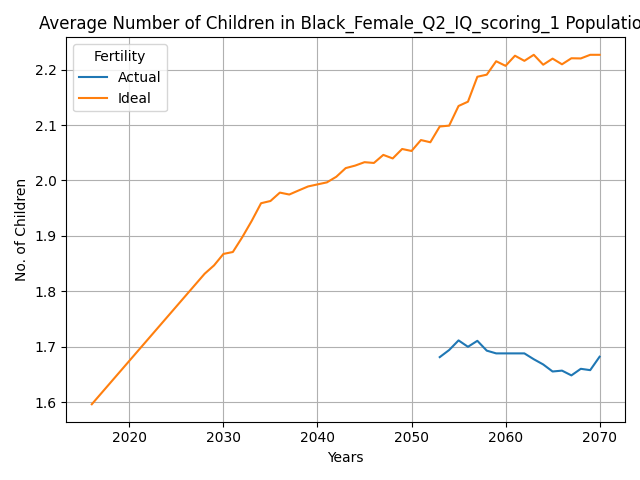 Average Number of Children in Black_Female_Q2_IQ_scoring_1 Populatio
No. of Children
2.2
2.1
2.0
1.9
1.8
1.7
1.6
Fertility
Actual
Ideal
2020 2030 2040 2050 2060 2070
Years